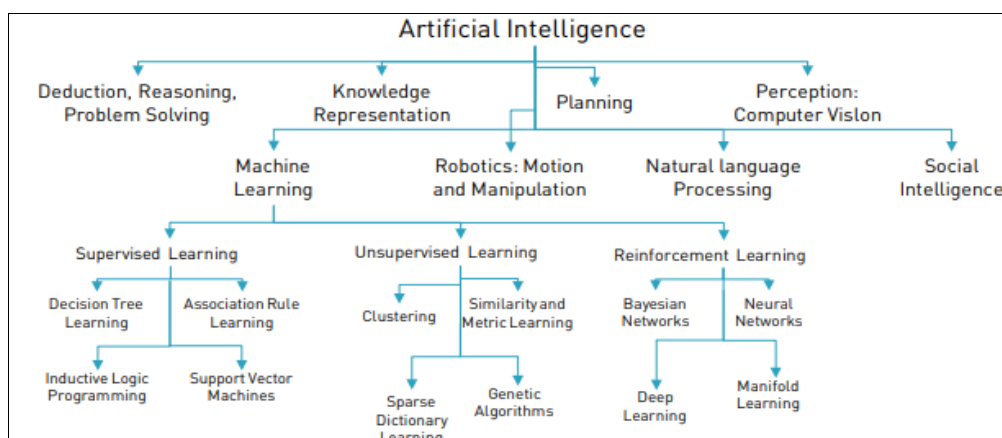 Artificial Intelligence
Deduction, Reasoning,
Problem Solving
Knowledge
Representation
Planning
Perception:
Computer Vislon
Machine
Learning
Robotics: Motion
and Manipulation
Natural language
Processing
Social
Intelligence
Supervised Learning
Unsupervised Learning
Reinforcement Learning
Decision Tree
Learning
Association Rule
Learning
Clustering
Similarity and
Metric Learning
Bayesian
Networks
Neural
Networks
Inductive Logic
Programming
Support Vector
Machines
Sparse
Dictionary
Learning
Genetic
Algorithms
Deep
Learning
Manifold
Learning